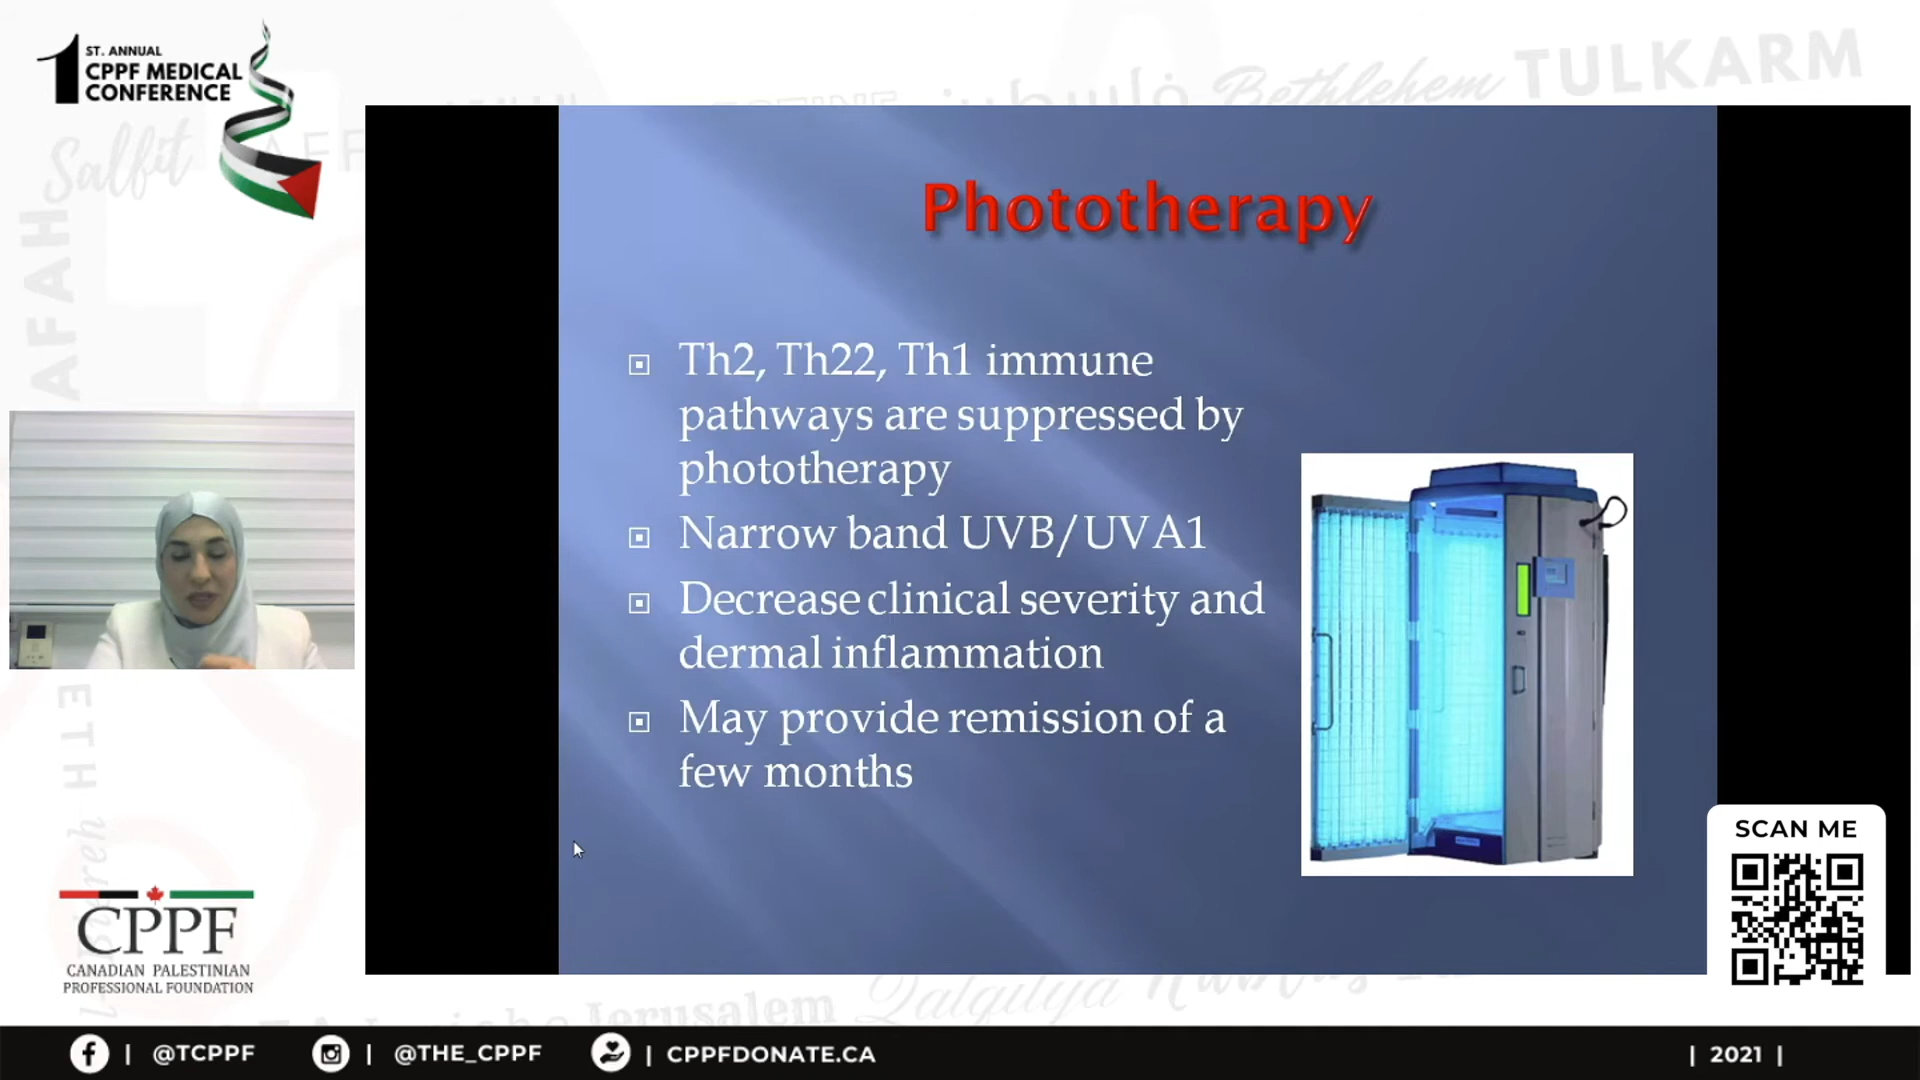 1
ST. ANNUAL
CPPF MEDICAL
CONFERENCE
Salfit
TULKARM
Bethlehem
Phototherapy
Th2, Th22, Th1 immune
pathways are suppressed by
phototherapy
Narrow band UVB/UVA1
Decrease clinical severity and
dermal inflammation
May provide remission of a
few months
SCAN ME
CPPF
CANADIAN PALESTINIAN
PROFESSIONAL FOUNDATION
Jerusalem
Qalqilya
@TCPPF
@THE_CPPF
CPPFDONATE.CA
2021